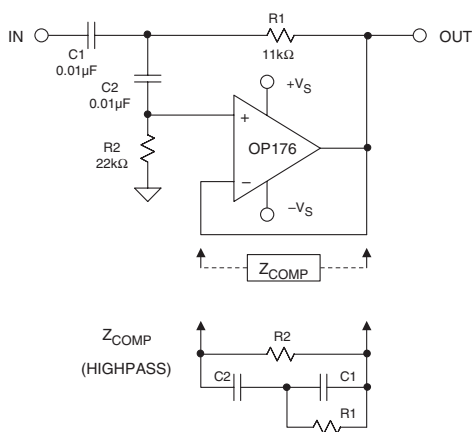 IN
OUT
R1
11kΩ
C1
0.01µF
C2
0.01µF
+VS
+
OP176
R2
22kΩ
−
−VS
ZCOMP
ZCOMP
(HIGHPASS)
R2
C2
C1
R1